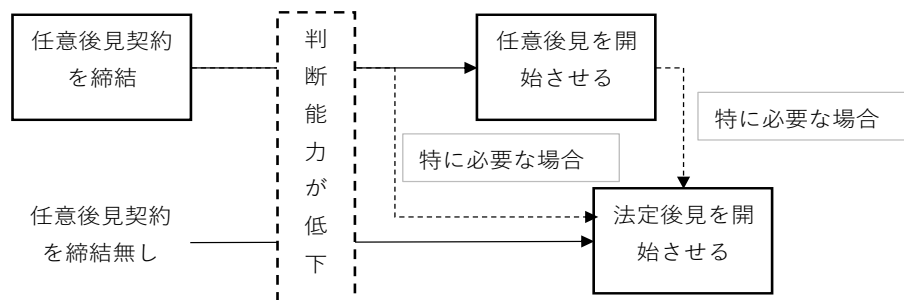 任意後見契約
を締結
判断能力が低下
任意後見を開
始させる
特に必要な場合
特に必要な場合
任意後見契約
を締結無し
法定後見を開
始させる